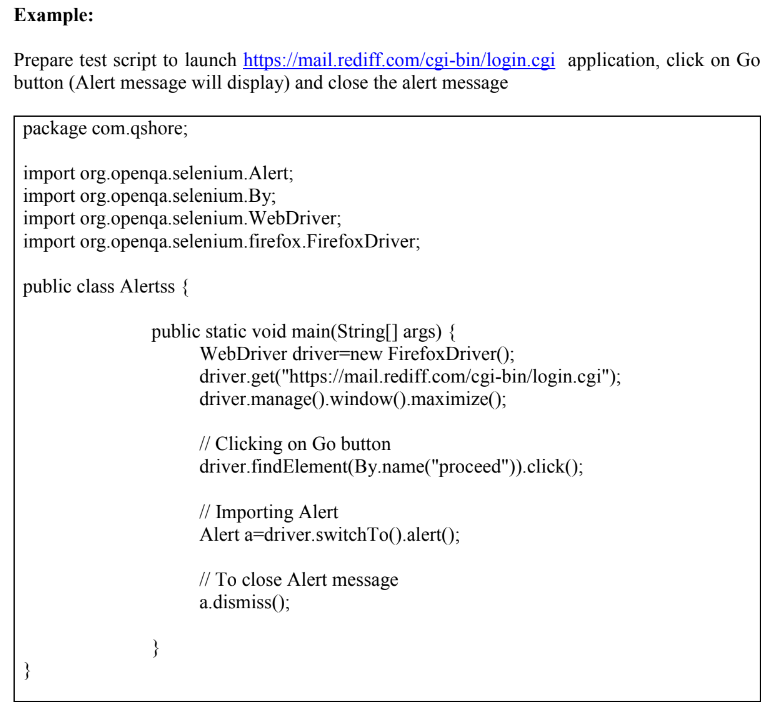 Example:
Prepare test script to launch https://mail.rediff.com/cgi-bin/login.cgi application, click on Go
button (Alert message will display) and close the alert message
package com.qshore;
import org.openqa.selenium.Alert;
import org.openqa.selenium.By;
import org.openqa.selenium.WebDriver;
import org.openqa.selenium.firefox.FirefoxDriver;
public class Alertss {
public static void main(String[] args) {
WebDriver driver=new FirefoxDriver();
driver.get("https://mail.rediff.com/cgi-bin/login.cgi");
driver.manage().window().maximize();
// Clicking on Go button
driver.findElement(By.name("proceed")).click();
// Importing Alert
Alert a=driver.switchTo().alert();
// To close Alert message
a.dismiss();
}
}